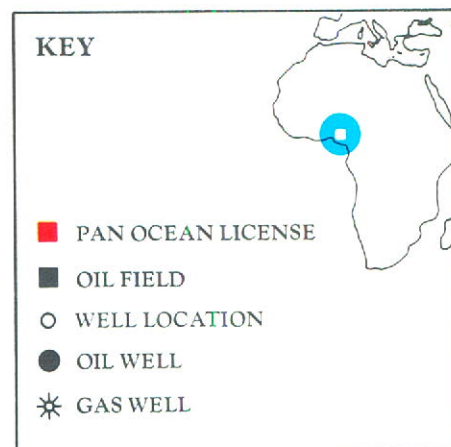 KEY
PAN OCEAN LICENSE
OIL FIELD
WELL LOCATION
OIL WELL
GAS WELL